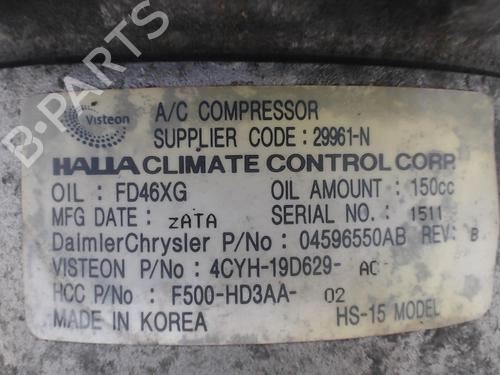 Visteon
A/C COMPRESSOR
SUPPLIER CODE : 29961-N
HALLA CLIMATE CONTROL CORP.
OIL : FD46XG OIL AMOUNT : 150cc
MFG DATE : ZATA SERIAL NO. : 1511
DaimlerChrysler P/No : 04596550AB REV: B
VISTEON P/No : 4CYH-19D629- AC
HCC P/No : F500-HD3AA- 02
MADE IN KOREA HS-15 MODEL
B-PARTS